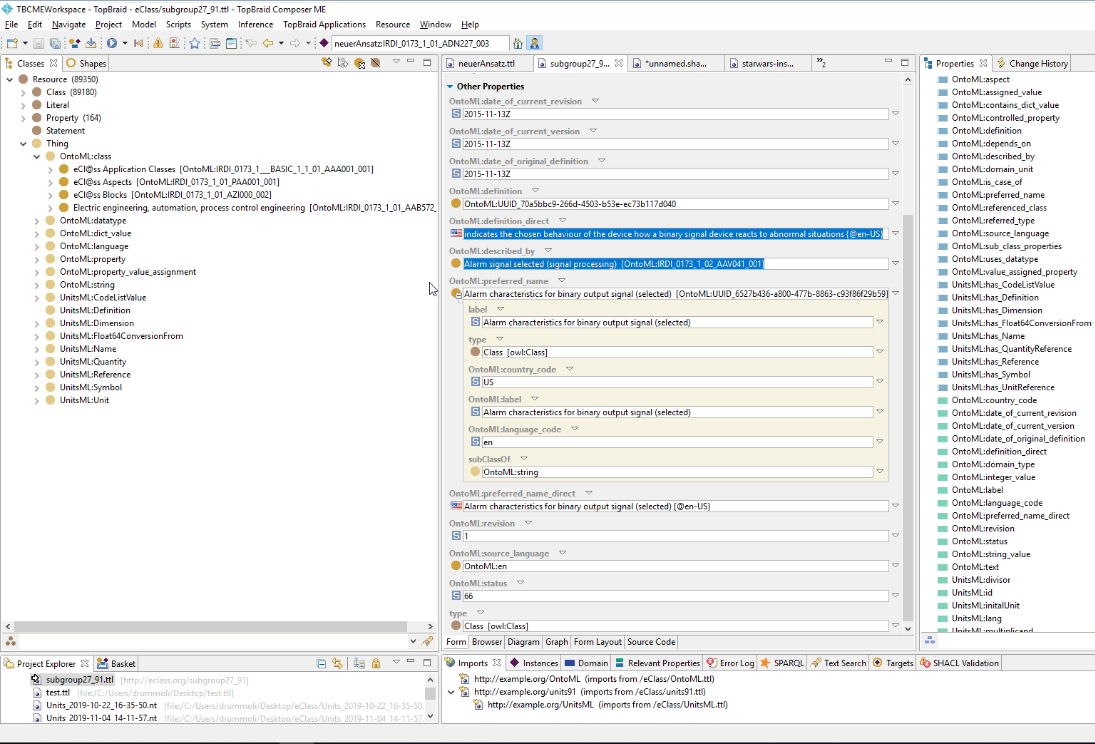 TBCMEWorkspace - TopBraid - eClass/subgroup27_91.ttl - TopBraid Composer ME
File Edit Navigate Project Model Scripts System Inference TopBraid Applications Resource Window Help
neuerAnsatz:IRDI_0173_1_01_ADN227_003
Classes Shapes
Resource (89350)
Class (89180)
Literal
Property (164)
Statement
Thing
OntoML:class
eCl@ss Application Classes [OntoML:IRDI_0173_1___BASIC_1_1_01_AAA001_001]
eCl@ss Aspects [OntoML:IRDI_0173_1_01_PAA001_001]
eCl@ss Blocks [OntoML:IRDI_0173_1_01_AZI000_002]
Electric engineering, automation, process control engineering [OntoML:IRDI_0173_1_01_AAB572_
OntoML:datatype
OntoML:dict_value
OntoML:language
OntoML:property
OntoML:property_value_assignment
OntoML:string
UnitsML:CodeListValue
UnitsML:Definition
UnitsML:Dimension
UnitsML:Float64ConversionFrom
UnitsML:Name
UnitsML:Quantity
UnitsML:Reference
UnitsML:Symbol
UnitsML:Unit
neuerAnsatz.ttl subgroup27_9... *unnamed.sha... starwars-ins... »2
Other Properties
OntoML:date_of_current_revision
2015-11-13Z
OntoML:date_of_current_version
2015-11-13Z
OntoML:date_of_original_definition
2015-11-13Z
OntoML:definition
OntoML:UUID_70a5bbc9-266d-4503-b53e-ec73b117d040
OntoML:definition_direct
indicates the chosen behaviour of the device how a binary signal device reacts to abnormal situations {@en-US}
OntoML:described_by
Alarm signal selected (signal processing) [OntoML:IRDI_0173_1_02_AAV041_001]
OntoML:preferred_name
Alarm characteristics for binary output signal (selected) [OntoML:UUID_6527b436-a800-477b-8863-c93f86f29b59]
label
Alarm characteristics for binary output signal (selected)
type
Class [owl:Class]
OntoML:country_code
US
OntoML:label
Alarm characteristics for binary output signal (selected)
OntoML:language_code
en
subClassOf
OntoML:string
OntoML:preferred_name_direct
Alarm characteristics for binary output signal (selected) {@en-US}
OntoML:revision
1
OntoML:source_language
OntoML:en
OntoML:status
66
type
Class [owl:Class]
Form Browser Diagram Graph Form Layout Source Code
Properties Change History
OntoML:aspect
OntoML:assigned_value
OntoML:contains_dict_value
OntoML:controlled_property
OntoML:definition
OntoML:depends_on
OntoML:described_by
OntoML:domain_unit
OntoML:is_case_of
OntoML:preferred_name
OntoML:referenced_class
OntoML:referred_type
OntoML:source_language
OntoML:sub_class_properties
OntoML:uses_datatype
OntoML:valued_assigned_property
UnitsML:has_CodeListValue
UnitsML:has_Definition
UnitsML:has_Dimension
UnitsML:has_Float64ConversionFrom
UnitsML:has_Name
UnitsML:has_QuantityReference
UnitsML:has_Reference
UnitsML:has_Symbol
UnitsML:has_UnitReference
OntoML:country_code
OntoML:date_of_current_revision
OntoML:date_of_current_version
OntoML:date_of_original_definition
OntoML:definition_direct
OntoML:domain_type
OntoML:integer_value
OntoML:label
OntoML:language_code
OntoML:preferred_name_direct
OntoML:revision
OntoML:status
OntoML:string_value
OntoML:text
UnitsML:divisor
UnitsML:id
UnitsML:initalUnit
UnitsML:lang
UnitsML:multiplicand
Project Explorer Basket
subgroup27_91.ttl [http://eclass.org/subgroup27_91]
test.ttl [file:/C:/Users/drummoli/Desktop/test.ttl]
Units_2019-10-22_16-35-50.nt [file:/C:/Users/drummoli/Desktop/eClass/Units_2019-10-22_16-35-50.
Units_2019-11-04_14-11-57.nt [file:/C:/Users/drummoli/Desktop/eClass/Units_2019-11-04_14-11-57.
Imports Instances Domain Relevant Properties Error Log SPARQL Text Search Targets SHACL Validation
http://example.org/OntoML (imports from /eClass/OntoML.ttl)
http://example.org/units91 (imports from /eClass/units91.ttl)
http://example.org/UnitsML (imports from /eClass/UnitsML.ttl)